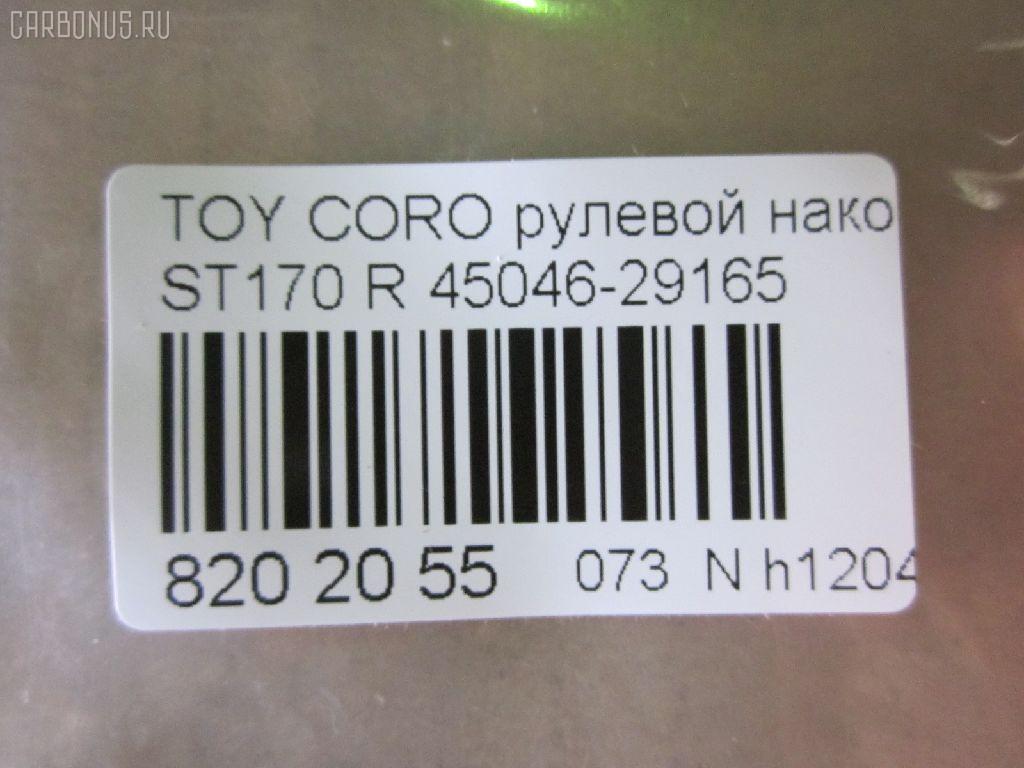 CARBONUS.RU
TOY CORO рулевой нако
ST170 R 45046-29165
820 20 55 073 N h1204